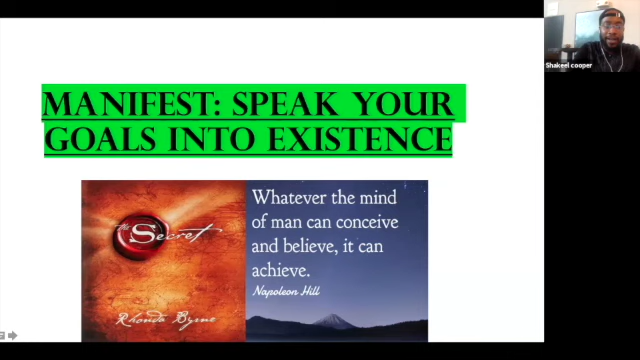 MANIFEST: SPEAK YOUR
GOALS INTO EXISTENCE
the Secret
Rhonda Byrne
Whatever the mind
of man can conceive
and believe, it can
achieve.
Napoleon Hill
Shakeel cooper